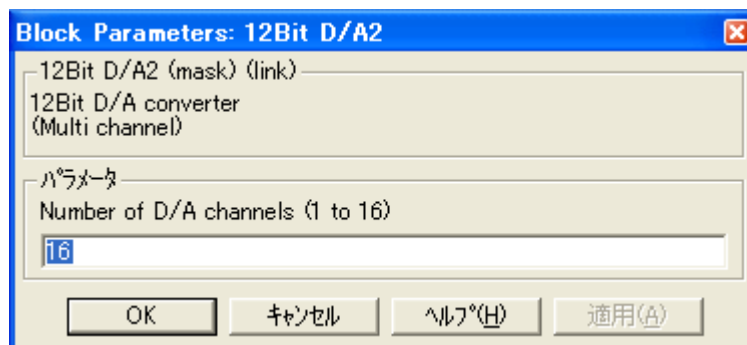 Block Parameters: 12Bit D/A2
12Bit D/A2 (mask) (link)
12Bit D/A converter
(Multi channel)
パラメータ
Number of D/A channels (1 to 16)
16
OK
キャンセル
ヘルプ(H)
適用(A)